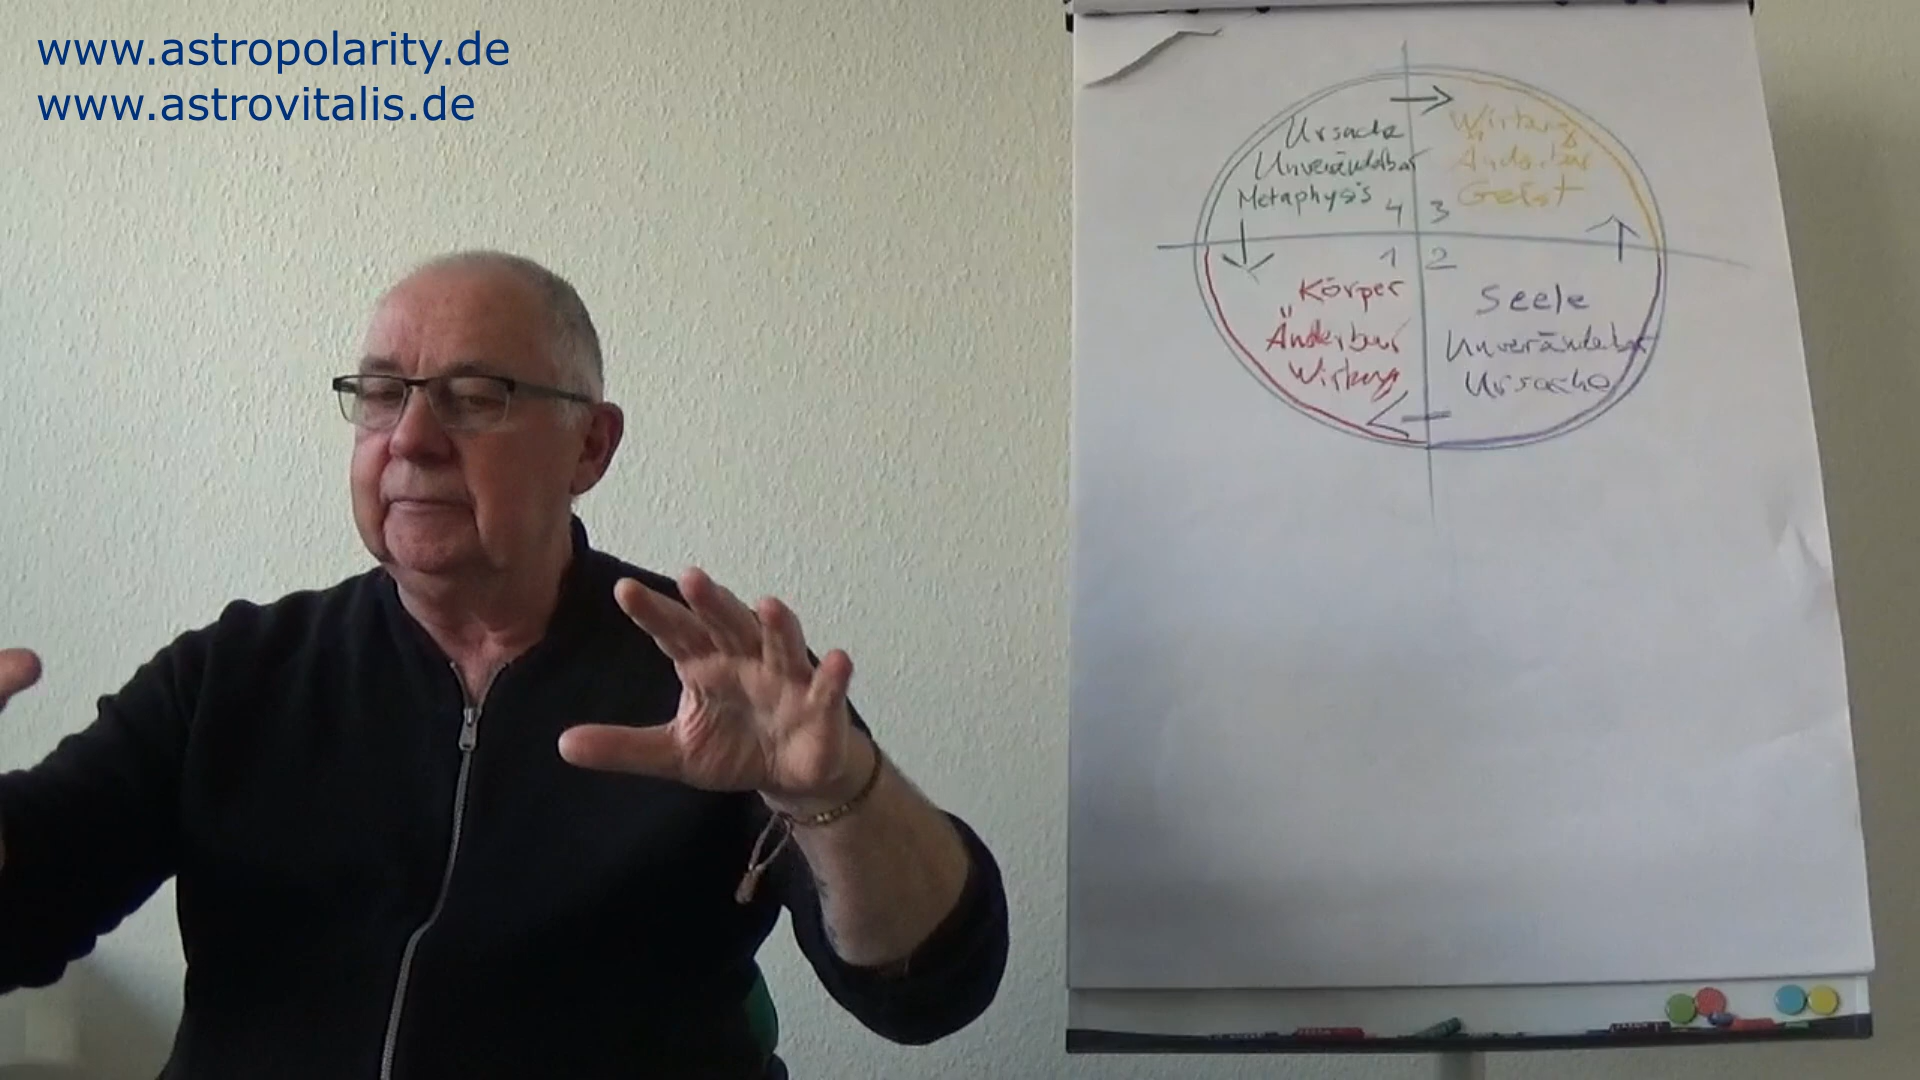 www.astropolarity.de
www.astrovitalis.de
Ursache
Unveränderbar
Metaphysis 4
Wirkung
Änderbar
Geist
3
1
Körper
Änderbar
Wirkung
2
Seele
Unveränderbar
Ursache